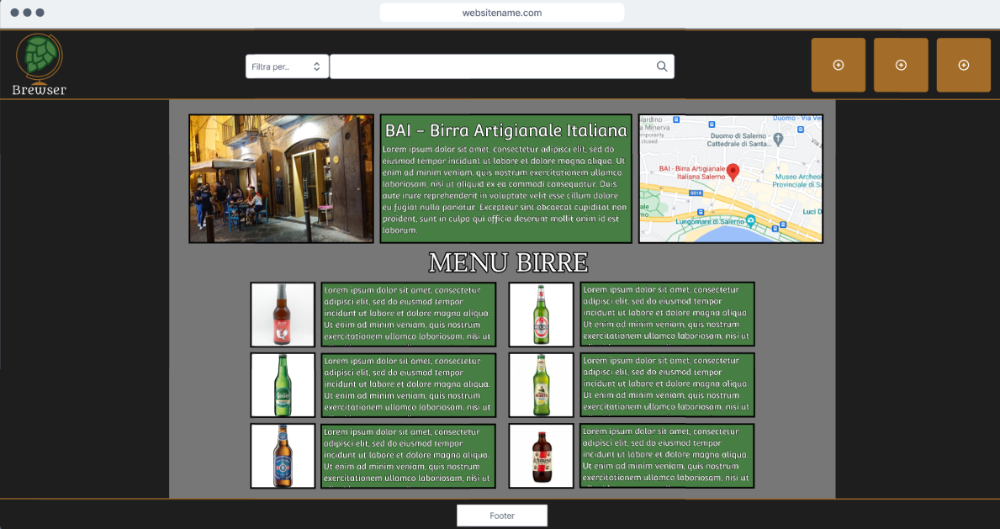 websitename.com
Brewser
Filtra per..
BAI – Birra Artigianale Italiana
Lorem ipsum dolor sit amet, consectetur adipisci elit, sed do
eiusmod tempor incidunt ut labore et dolore magna aliqua. Ut
enim ad minim veniam, quis nostrum exercitationem ullamco
laboriosam, nisi ut aliquid ex ea commodi consequatur. Duis
aute irure reprehenderit in voluptate velit esse cillum dolore
eu fugiat nulla pariatur. Excepteur sint obcaecat cupiditat non
proident, sunt in culpa qui officia deserunt mollit anim id est
laborum.
iardino
a Minerva
emporarily
closed
Duomo - Via Ve
Duomo di Salerno -
Cattedrale di Santa...
BAI - Birra Artigianale
Italiana Salerno
Museo Archeol
Provinciale di Sa
SS18
ale
no
Luci D
Lungomare di Salerno
MENU BIRRE
Lorem ipsum dolor sit amet, consectetur
adipisci elit, sed do eiusmod tempor
incidunt ut labore et dolore magna aliqua.
Ut enim ad minim veniam, quis nostrum
exercitationem ullamco laboriosam, nisi ut
Lorem ipsum dolor sit amet, consectetur
adipisci elit, sed do eiusmod tempor
incidunt ut labore et dolore magna aliqua.
Ut enim ad minim veniam, quis nostrum
exercitationem ullamco laboriosam, nisi ut
Lorem ipsum dolor sit amet, consectetur
adipisci elit, sed do eiusmod tempor
incidunt ut labore et dolore magna aliqua.
Ut enim ad minim veniam, quis nostrum
exercitationem ullamco laboriosam, nisi ut
Lorem ipsum dolor sit amet, consectetur
adipisci elit, sed do eiusmod tempor
incidunt ut labore et dolore magna aliqua.
Ut enim ad minim veniam, quis nostrum
exercitationem ullamco laboriosam, nisi ut
Lorem ipsum dolor sit amet, consectetur
adipisci elit, sed do eiusmod tempor
incidunt ut labore et dolore magna aliqua.
Ut enim ad minim veniam, quis nostrum
exercitationem ullamco laboriosam, nisi ut
Lorem ipsum dolor sit amet, consectetur
adipisci elit, sed do eiusmod tempor
incidunt ut labore et dolore magna aliqua.
Ut enim ad minim veniam, quis nostrum
exercitationem ullamco laboriosam, nisi ut
Footer